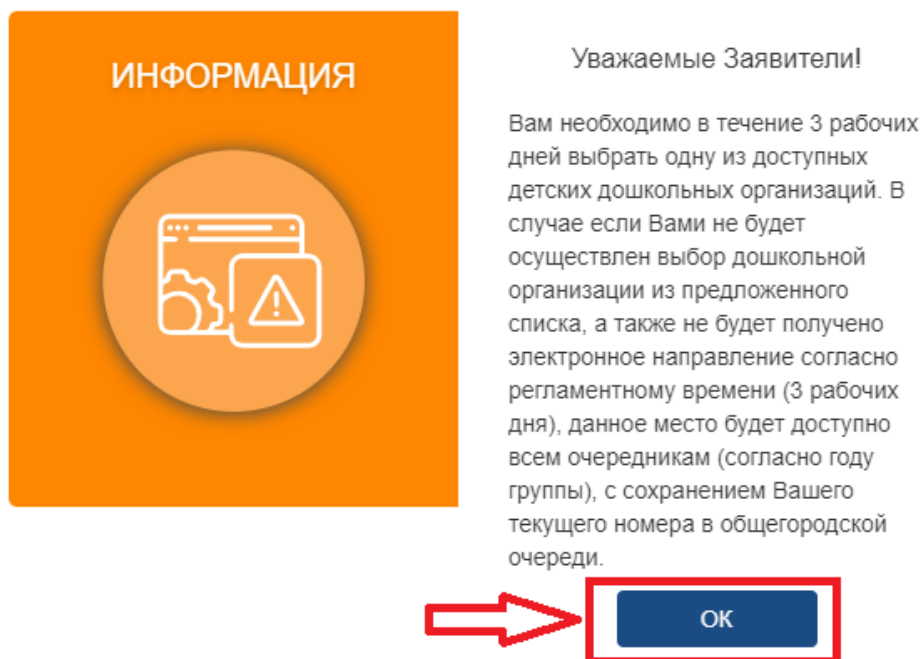 ИНФОРМАЦИЯ
Уважаемые Заявители!
Вам необходимо в течение 3 рабочих
дней выбрать одну из доступных
детских дошкольных организаций. В
случае если Вами не будет
осуществлен выбор дошкольной
организации из предложенного
списка, а также не будет получено
электронное направление согласно
регламентному времени (3 рабочих
дня), данное место будет доступно
всем очередникам (согласно году
группы), с сохранением Вашего
текущего номера в общегородской
очереди.
ОК